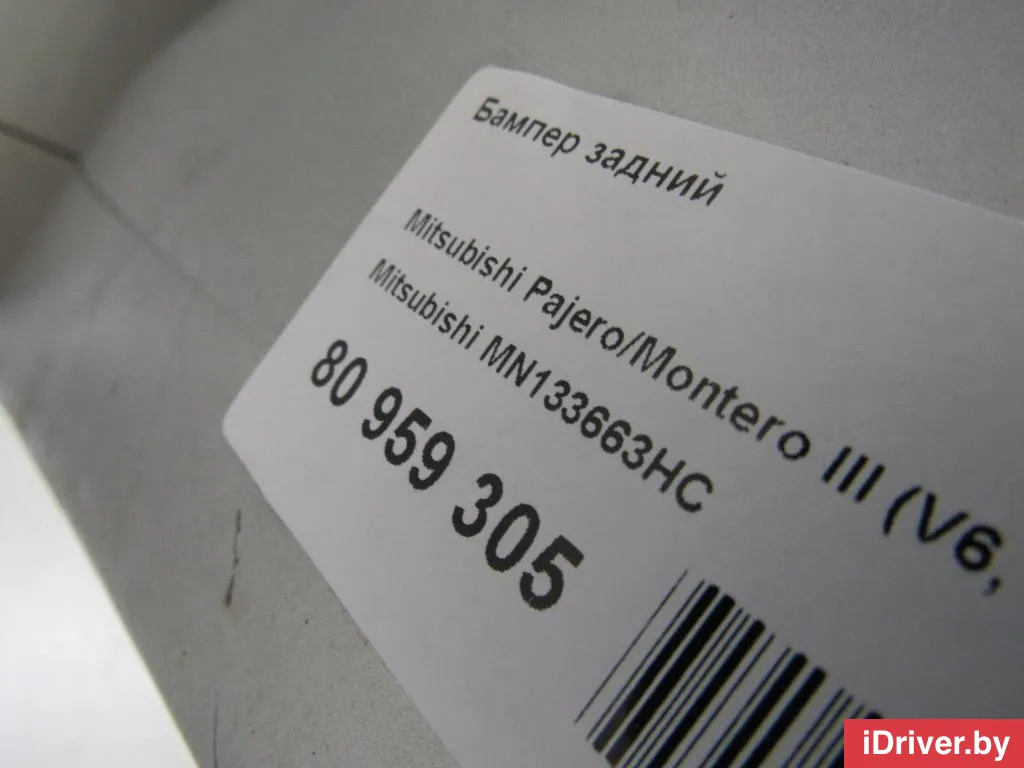 Бампер задний
Mitsubishi Pajero/Montero III (V6,
Mitsubishi MN133663HC
80 959 305
iDriver.by